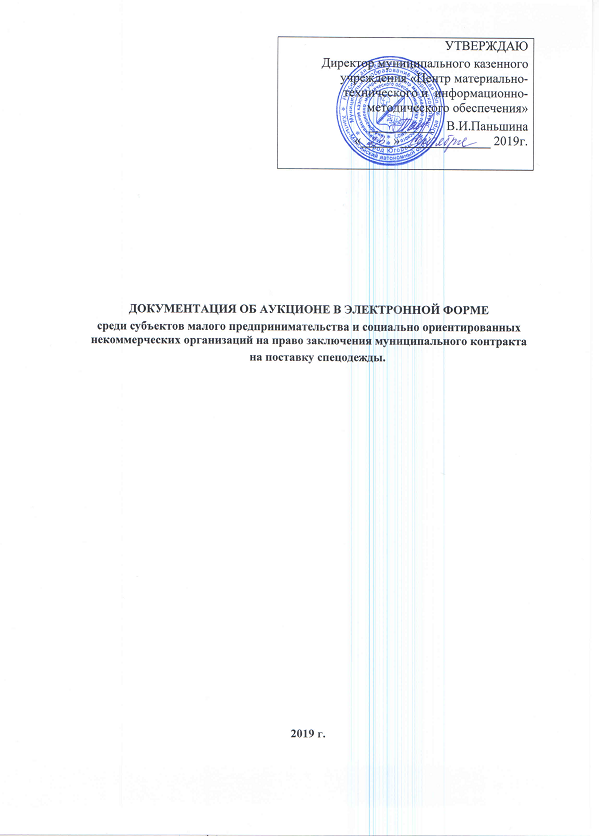 УТВЕРЖДАЮ
Директор муниципального казенного
учреждения «Центр материально-
технического и информационно-
методического обеспечения»
В.И.Паньшина
2019г.
ДОКУМЕНТАЦИЯ ОБ АУКЦИОНЕ В ЭЛЕКТРОННОЙ ФОРМЕ
среди субъектов малого предпринимательства и социально ориентированных
некоммерческих организаций на право заключения муниципального контракта
на поставку спецодежды.
2019 г.